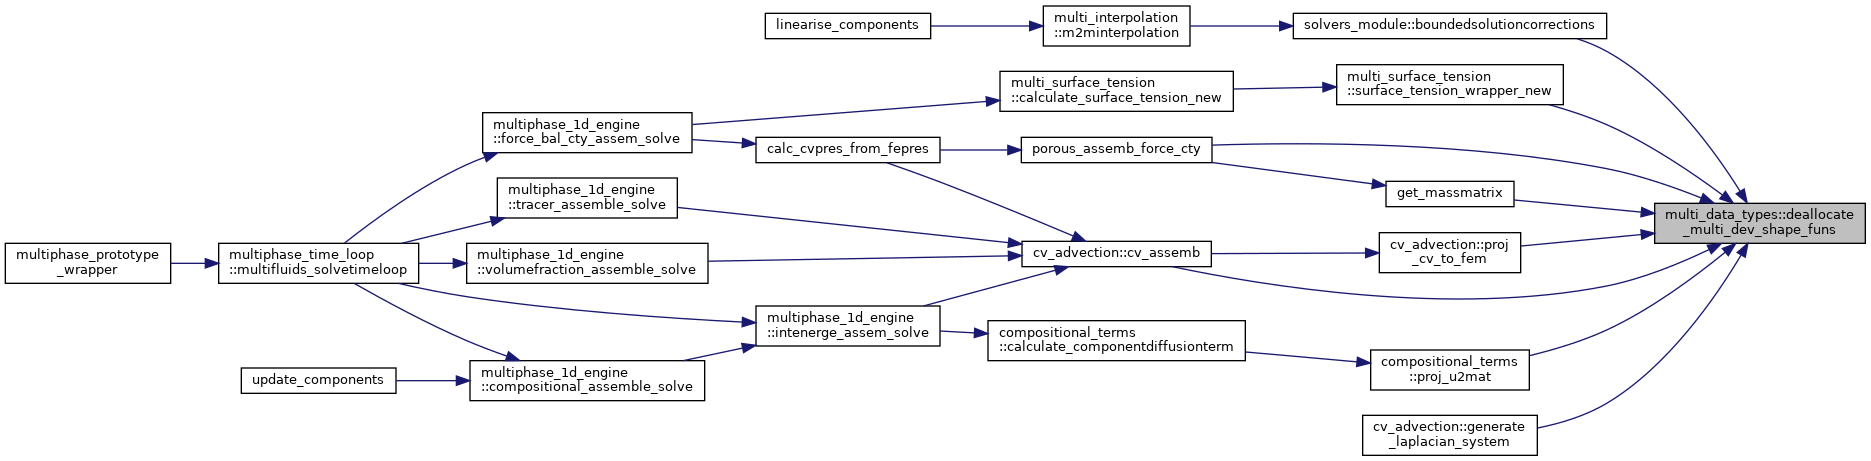 linearise_components
multi_interpolation
::m2minterpolation
solvers_module::boundedsolutioncorrections
multi_surface_tension
::calculate_surface_tension_new
multi_surface_tension
::surface_tension_wrapper_new
multiphase_1d_engine
::force_bal_cty_assem_solve
calc_cvpres_from_fepres
porous_assemb_force_cty
get_massmatrix
multiphase_1d_engine
::tracer_assemble_solve
multi_data_types::deallocate
_multi_dev_shape_funs
multiphase_prototype
_wrapper
multiphase_time_loop
::multifluids_solvetimeloop
multiphase_1d_engine
::volumefraction_assemble_solve
cv_advection::cv_assemb
cv_advection::proj
_cv_to_fem
multiphase_1d_engine
::intenerge_assem_solve
compositional_terms
::calculate_componentdiffusionterm
compositional_terms
::proj_u2mat
update_components
multiphase_1d_engine
::compositional_assemble_solve
cv_advection::generate
_laplacian_system